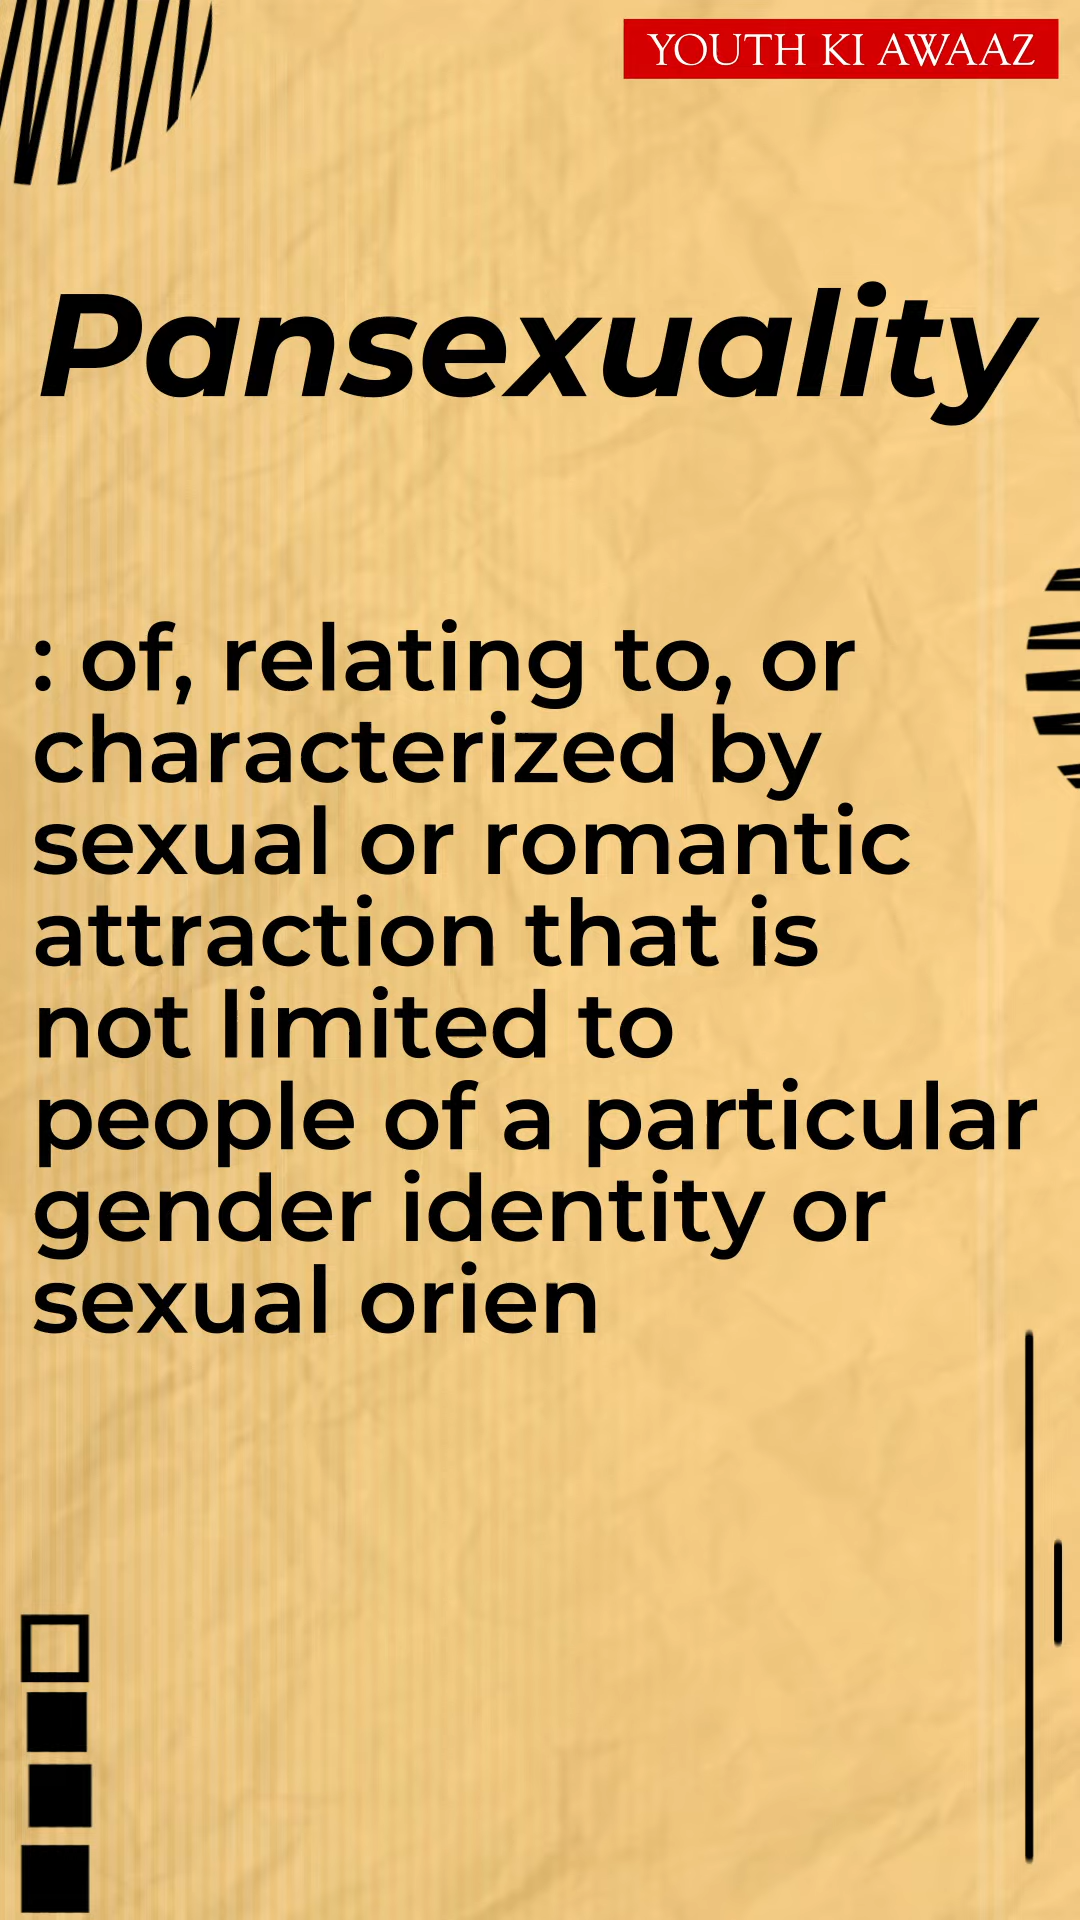 YOUTH KI AWAAZ
Pansexuality
: of, relating to, or
characterized by
sexual or romantic
attraction that is
not limited to
people of a particular
gender identity or
sexual orien